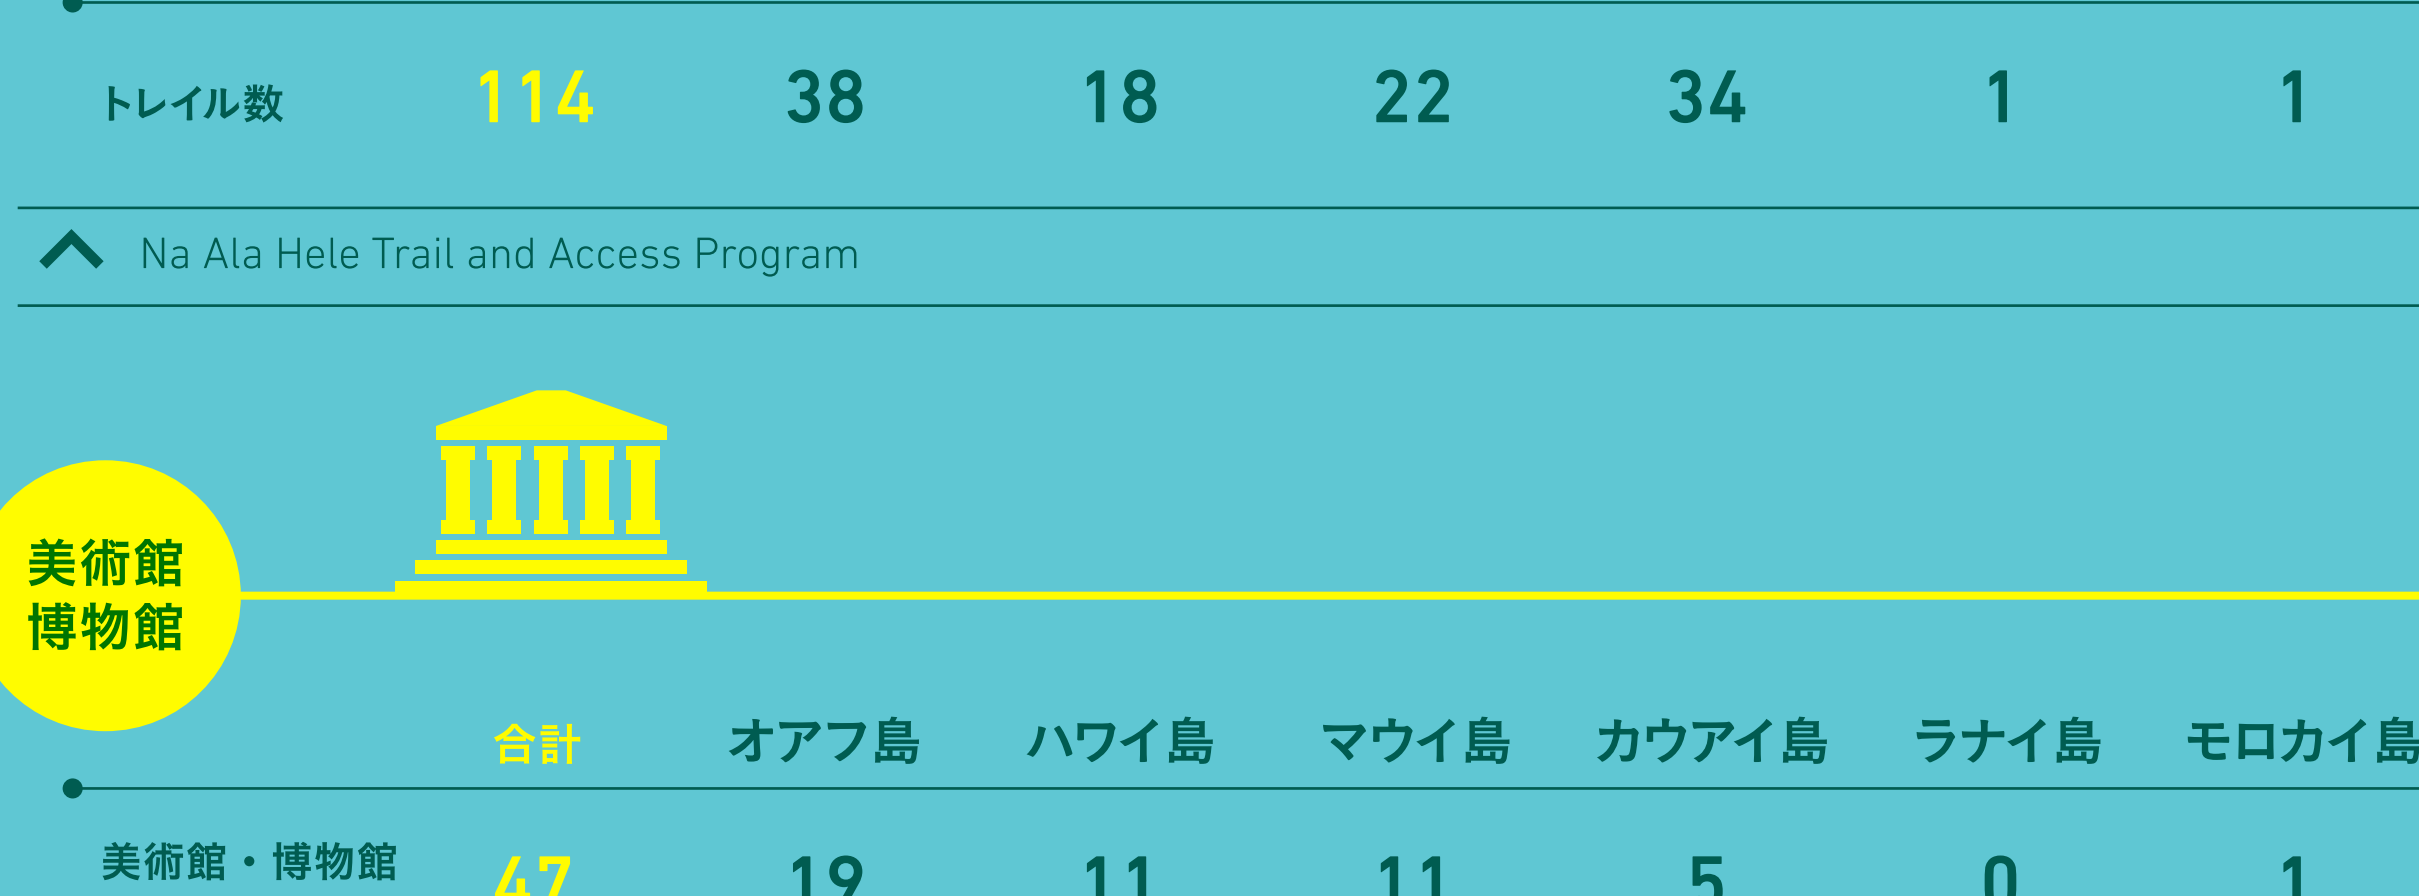 トレイル数 114 38 18 22 34 1 1
Na Ala Hele Trail and Access Program
美術館
博物館
合計 オアフ島 ハワイ島 マウイ島 カウアイ島 ラナイ島 モロカイ島
美術館・博物館 47 19 11 11 5 0 1